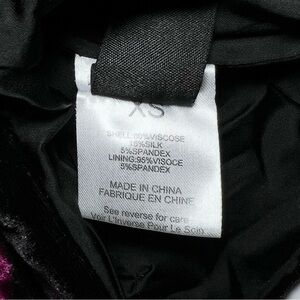 XS
SHELL:80%VISCOSE
15%SILK
5%SPANDEX
LINING:95%VISOCE
5%SPANDEX
MADE IN CHINA
FABRIQUE EN CHINE
See reverse for care
Voir L'Inverse Pour Le Soin